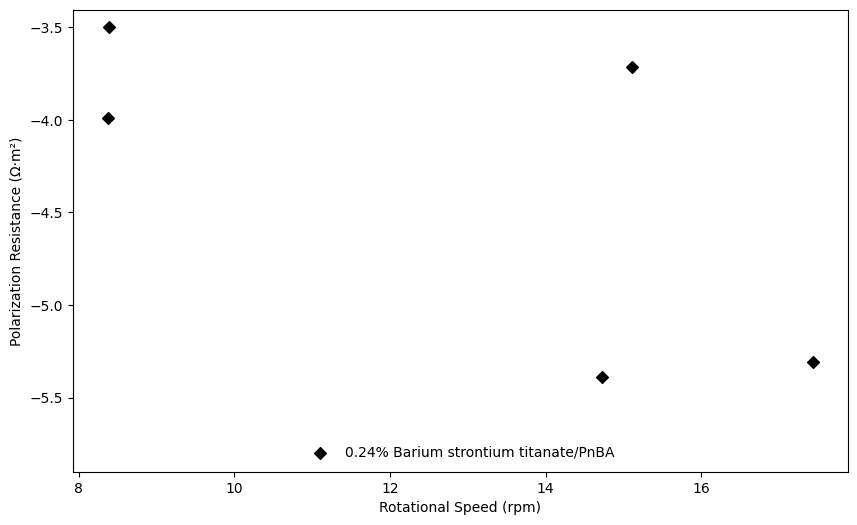 −3.5
−4.0
−4.5
−5.0
−5.5
Polarization Resistance (Ω·m²)
0.24% Barium strontium titanate/PnBA
8 10 12 14 16
Rotational Speed (rpm)